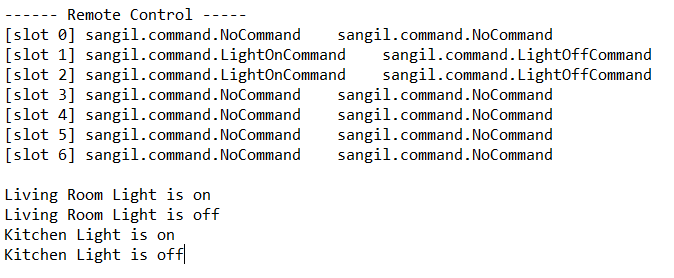 ------ Remote Control -----
[slot 0] sangil.command.NoCommand    sangil.command.NoCommand
[slot 1] sangil.command.LightOnCommand    sangil.command.LightOffCommand
[slot 2] sangil.command.LightOnCommand    sangil.command.LightOffCommand
[slot 3] sangil.command.NoCommand    sangil.command.NoCommand
[slot 4] sangil.command.NoCommand    sangil.command.NoCommand
[slot 5] sangil.command.NoCommand    sangil.command.NoCommand
[slot 6] sangil.command.NoCommand    sangil.command.NoCommand

Living Room Light is on
Living Room Light is off
Kitchen Light is on
Kitchen Light is off